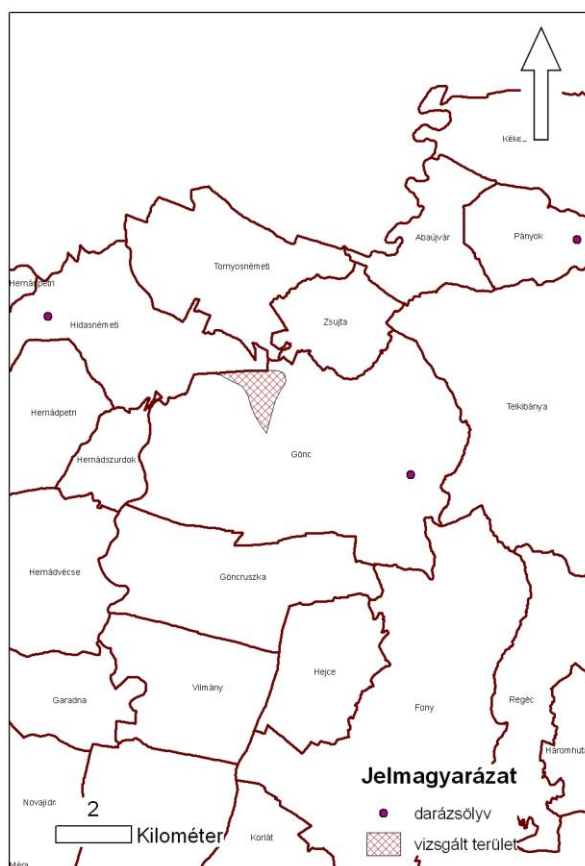 Kéke
Abaújvár
Pányok
Tornyosnémeti
Hernádpetri
Zsujta
Hidasnémeti
Telkibánya
Hernádpetri
Hernádszurdok
Gönc
Hernádvécse
Göncruszka
Hejce
Vilmány
Garadna
Regéc
Fony
Háromhuta
Jelmagyarázat
Novajidr
2
Kilométer
Korlát
darázsölyv
vizsgált terület
Méra